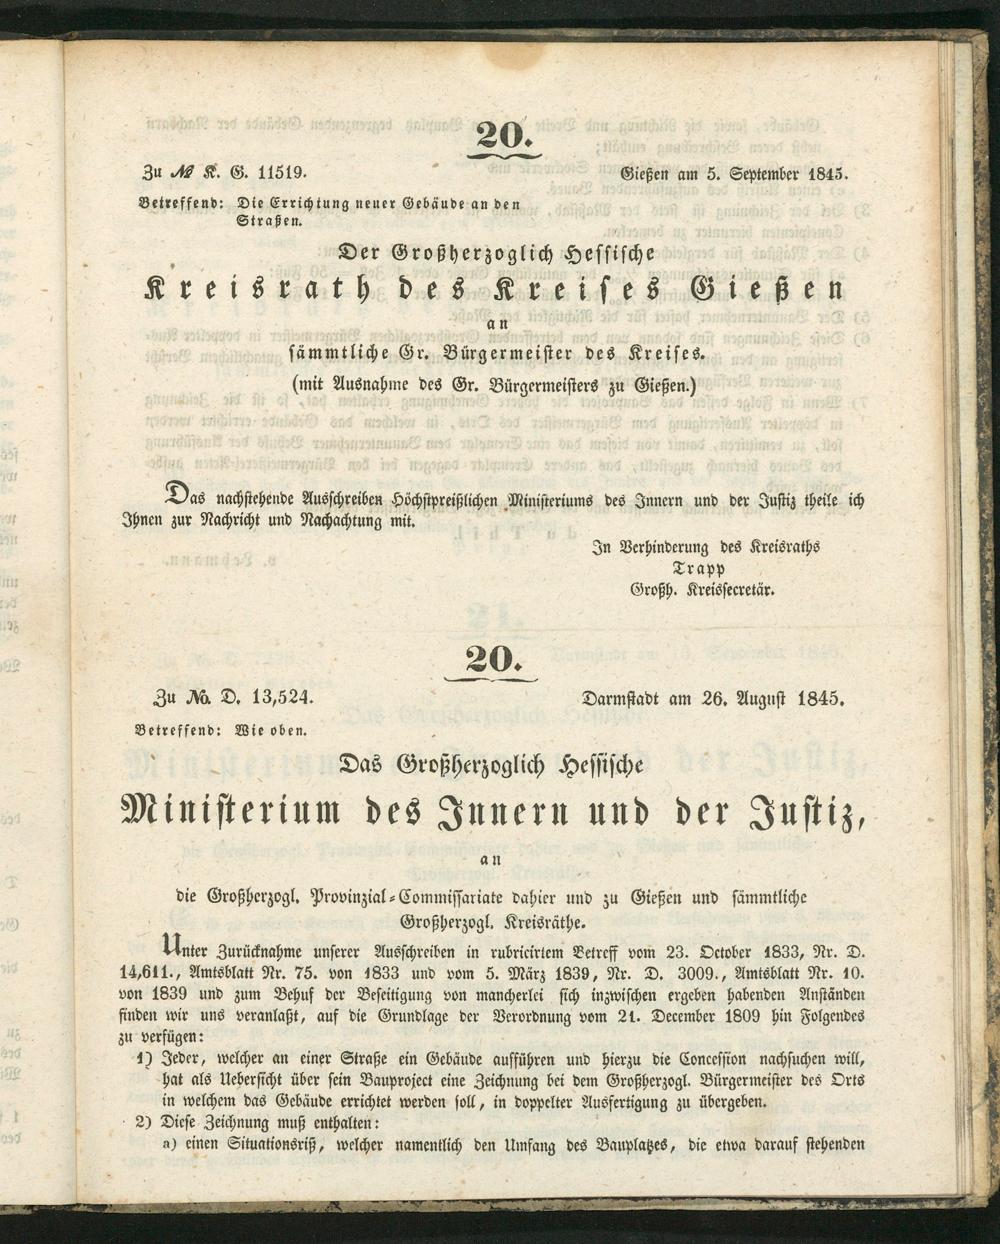 20.
Zu № K. G. 11519. Gießen am 5. September 1845.
Betreffend: Die Errichtung neuer Gebäude an den
Straßen.
Der Großherzoglich Hessische
Kreisrath des Kreises Gießen
an
sämmtliche Gr. Bürgermeister des Kreises.
(mit Ausnahme des Gr. Bürgermeisters zu Gießen.)
Das nachstehende Ausschreiben Höchstpreißlichen Ministeriums des Innern und der Justiz theile ich
Ihnen zur Nachricht und Nachachtung mit.
In Verhinderung des Kreisraths
Trapp
Großh. Kreissecretär.
20.
Zu No. D. 13,524. Darmstadt am 26. August 1845.
Betreffend: Wie oben.
Das Großherzoglich Hessische
Ministerium des Innern und der Justiz,
an
die Großherzogl. Provinzial-Commissariate dahier und zu Gießen und sämmtliche
Großherzogl. Kreisräthe.
Unter Zurücknahme unserer Ausschreiben in rubricirtem Betreff vom 23. October 1833, Nr. D.
14,611., Amtsblatt Nr. 75. von 1833 und vom 5. März 1839, Nr. D. 3009., Amtsblatt Nr. 10.
von 1839 und zum Behuf der Beseitigung von mancherlei sich inzwischen ergeben habenden Anständen
finden wir uns veranlaßt, auf die Grundlage der Verordnung vom 21. December 1809 hin Folgendes
zu verfügen:
1) Jeder, welcher an einer Straße ein Gebäude aufführen und hierzu die Concession nachsuchen will,
hat als Uebersicht über sein Bauproject eine Zeichnung bei dem Großherzogl. Bürgermeister des Orts
in welchem das Gebäude errichtet werden soll, in doppelter Ausfertigung zu übergeben.
2) Diese Zeichnung muß enthalten:
a) einen Situationsriß, welcher namentlich den Umfang des Bauplatzes, die etwa darauf stehenden